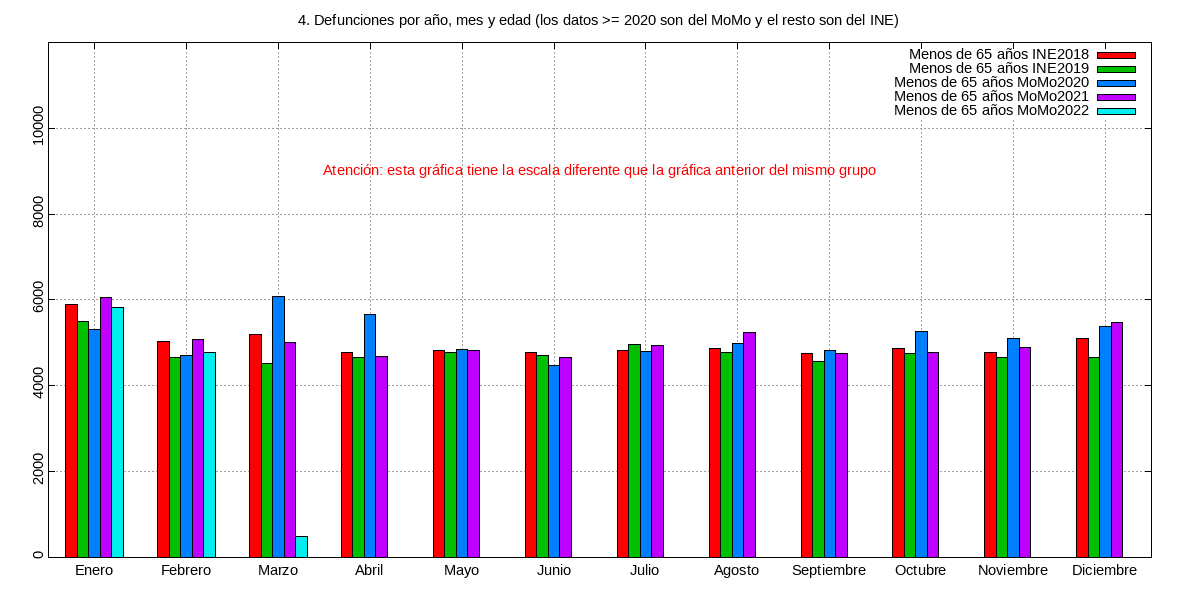 4. Defunciones por año, mes y edad (los datos >= 2020 son del MoMo y el resto son del INE)
Menos de 65 años INE2018
Menos de 65 años INE2019
Menos de 65 años MoMo2020
Menos de 65 años MoMo2021
Menos de 65 años MoMo2022
Atención: esta gráfica tiene la escala diferente que la gráfica anterior del mismo grupo
10000
8000
6000
4000
2000
0
Enero Febrero Marzo Abril Mayo Junio Julio Agosto Septiembre Octubre Noviembre Diciembre